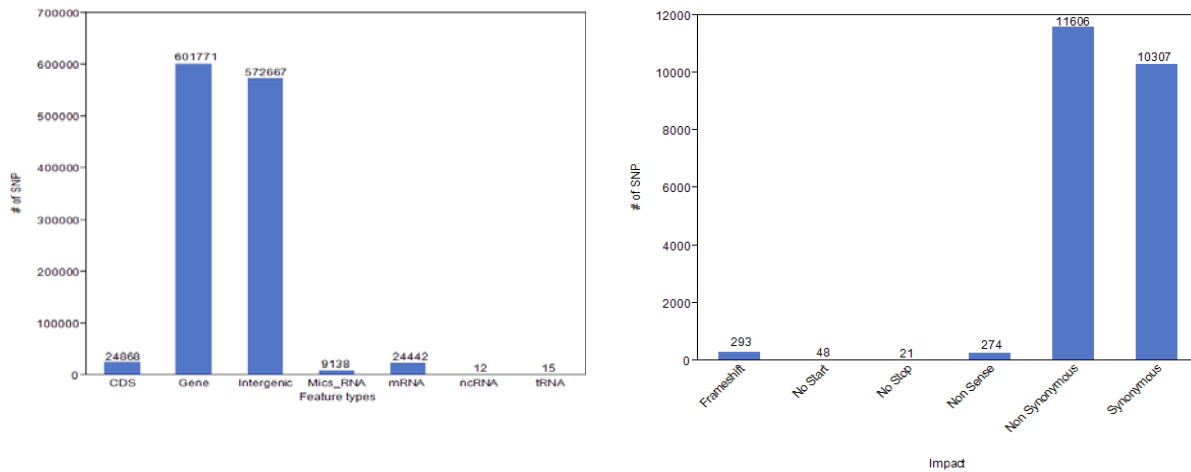 700000
600000
500000
400000
300000
200000
100000
0
# of SNP
601771
572667
24868
9138
24442
12
15
CDS Gene Intergenic Mics_RNA mRNA ncRNA tRNA
Feature types
12000
10000
8000
6000
4000
2000
0
# of SNP
11606
10307
293
48
21
274
Frameshift
No Start
No Stop
Non Sense
Non Synonymous
Synonymous
Impact